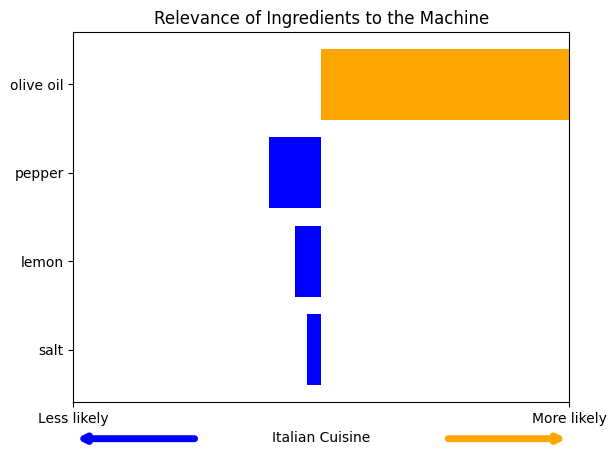 Relevance of Ingredients to the Machine
olive oil
pepper
lemon
salt
Less likely
More likely
Italian Cuisine